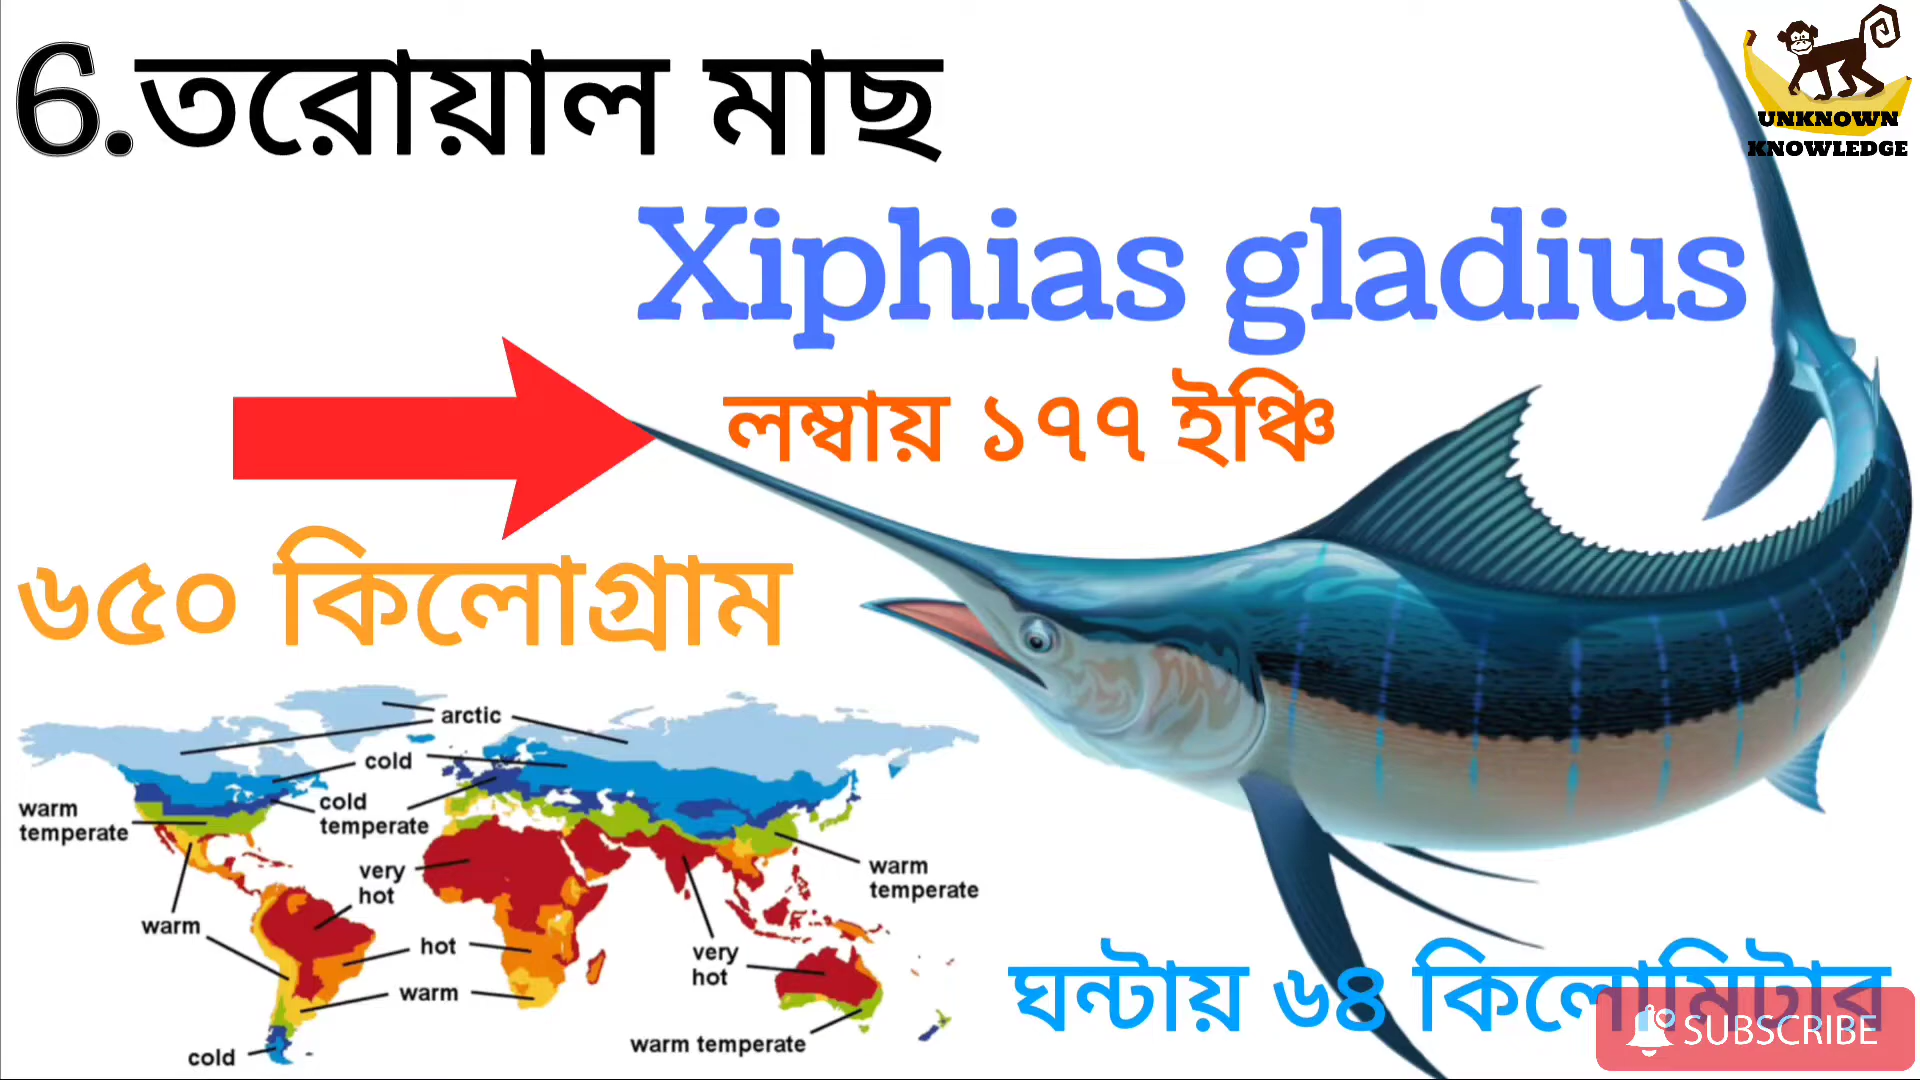 6.তরোয়াল মাছ
UNKNOWN
KNOWLEDGE
Xiphias gladius
লম্বায় ১৭৭ ইঞ্চি
৬৫০ কিলোগ্রাম
arctic
cold
warm
temperate
cold
temperate
very
hot
warm
temperate
warm
hot
very
hot
warm
warm temperate
cold
ঘন্টায় ৬৪ কিলোমিটার
SUBSCRIBE